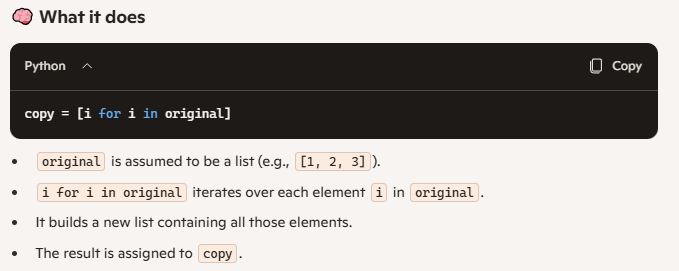 🧠 What it does
Python
Copy
copy = [i for i in original]
• original is assumed to be a list (e.g., [1, 2, 3]).
• i for i in original iterates over each element i in original.
• It builds a new list containing all those elements.
• The result is assigned to copy.